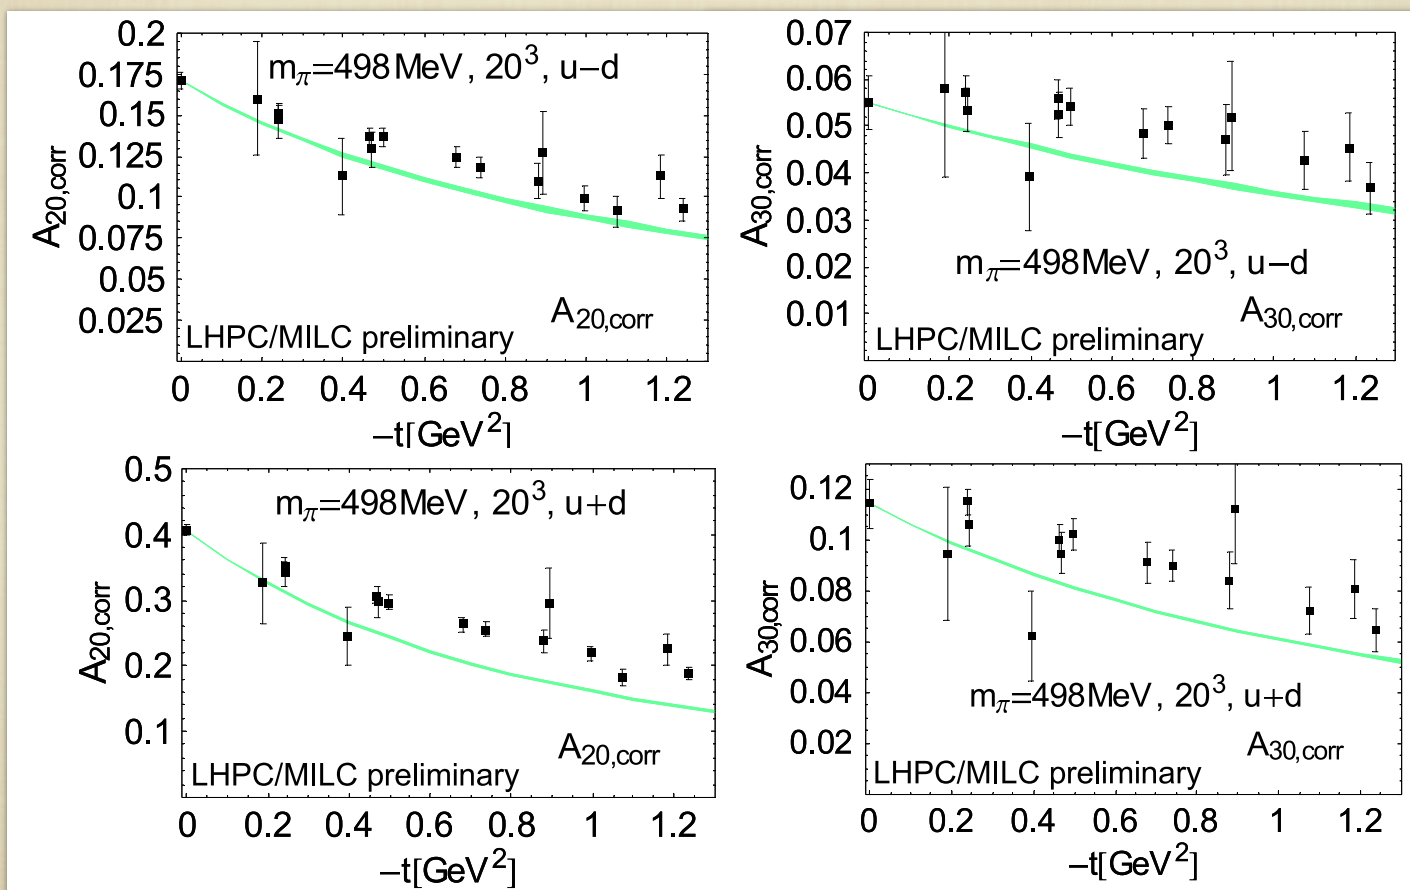 0.2
0.175
0.15
0.125
0.1
0.075
0.05
0.025
A20,corr
mπ=498MeV, 20³, u−d
A20,corr
LHPC/MILC preliminary
0 0.2 0.4 0.6 0.8 1 1.2
−t[GeV²]
0.07
0.06
0.05
0.04
0.03
0.02
0.01
A30,corr
mπ=498MeV, 20³, u−d
A30,corr
LHPC/MILC preliminary
0 0.2 0.4 0.6 0.8 1 1.2
−t[GeV²]
0.5
0.4
0.3
0.2
0.1
A20,corr
mπ=498MeV, 20³, u+d
A20,corr
LHPC/MILC preliminary
0 0.2 0.4 0.6 0.8 1 1.2
−t[GeV²]
0.12
0.1
0.08
0.06
0.04
0.02
A30,corr
mπ=498MeV, 20³, u+d
A30,corr
LHPC/MILC preliminary
0 0.2 0.4 0.6 0.8 1 1.2
−t[GeV²]